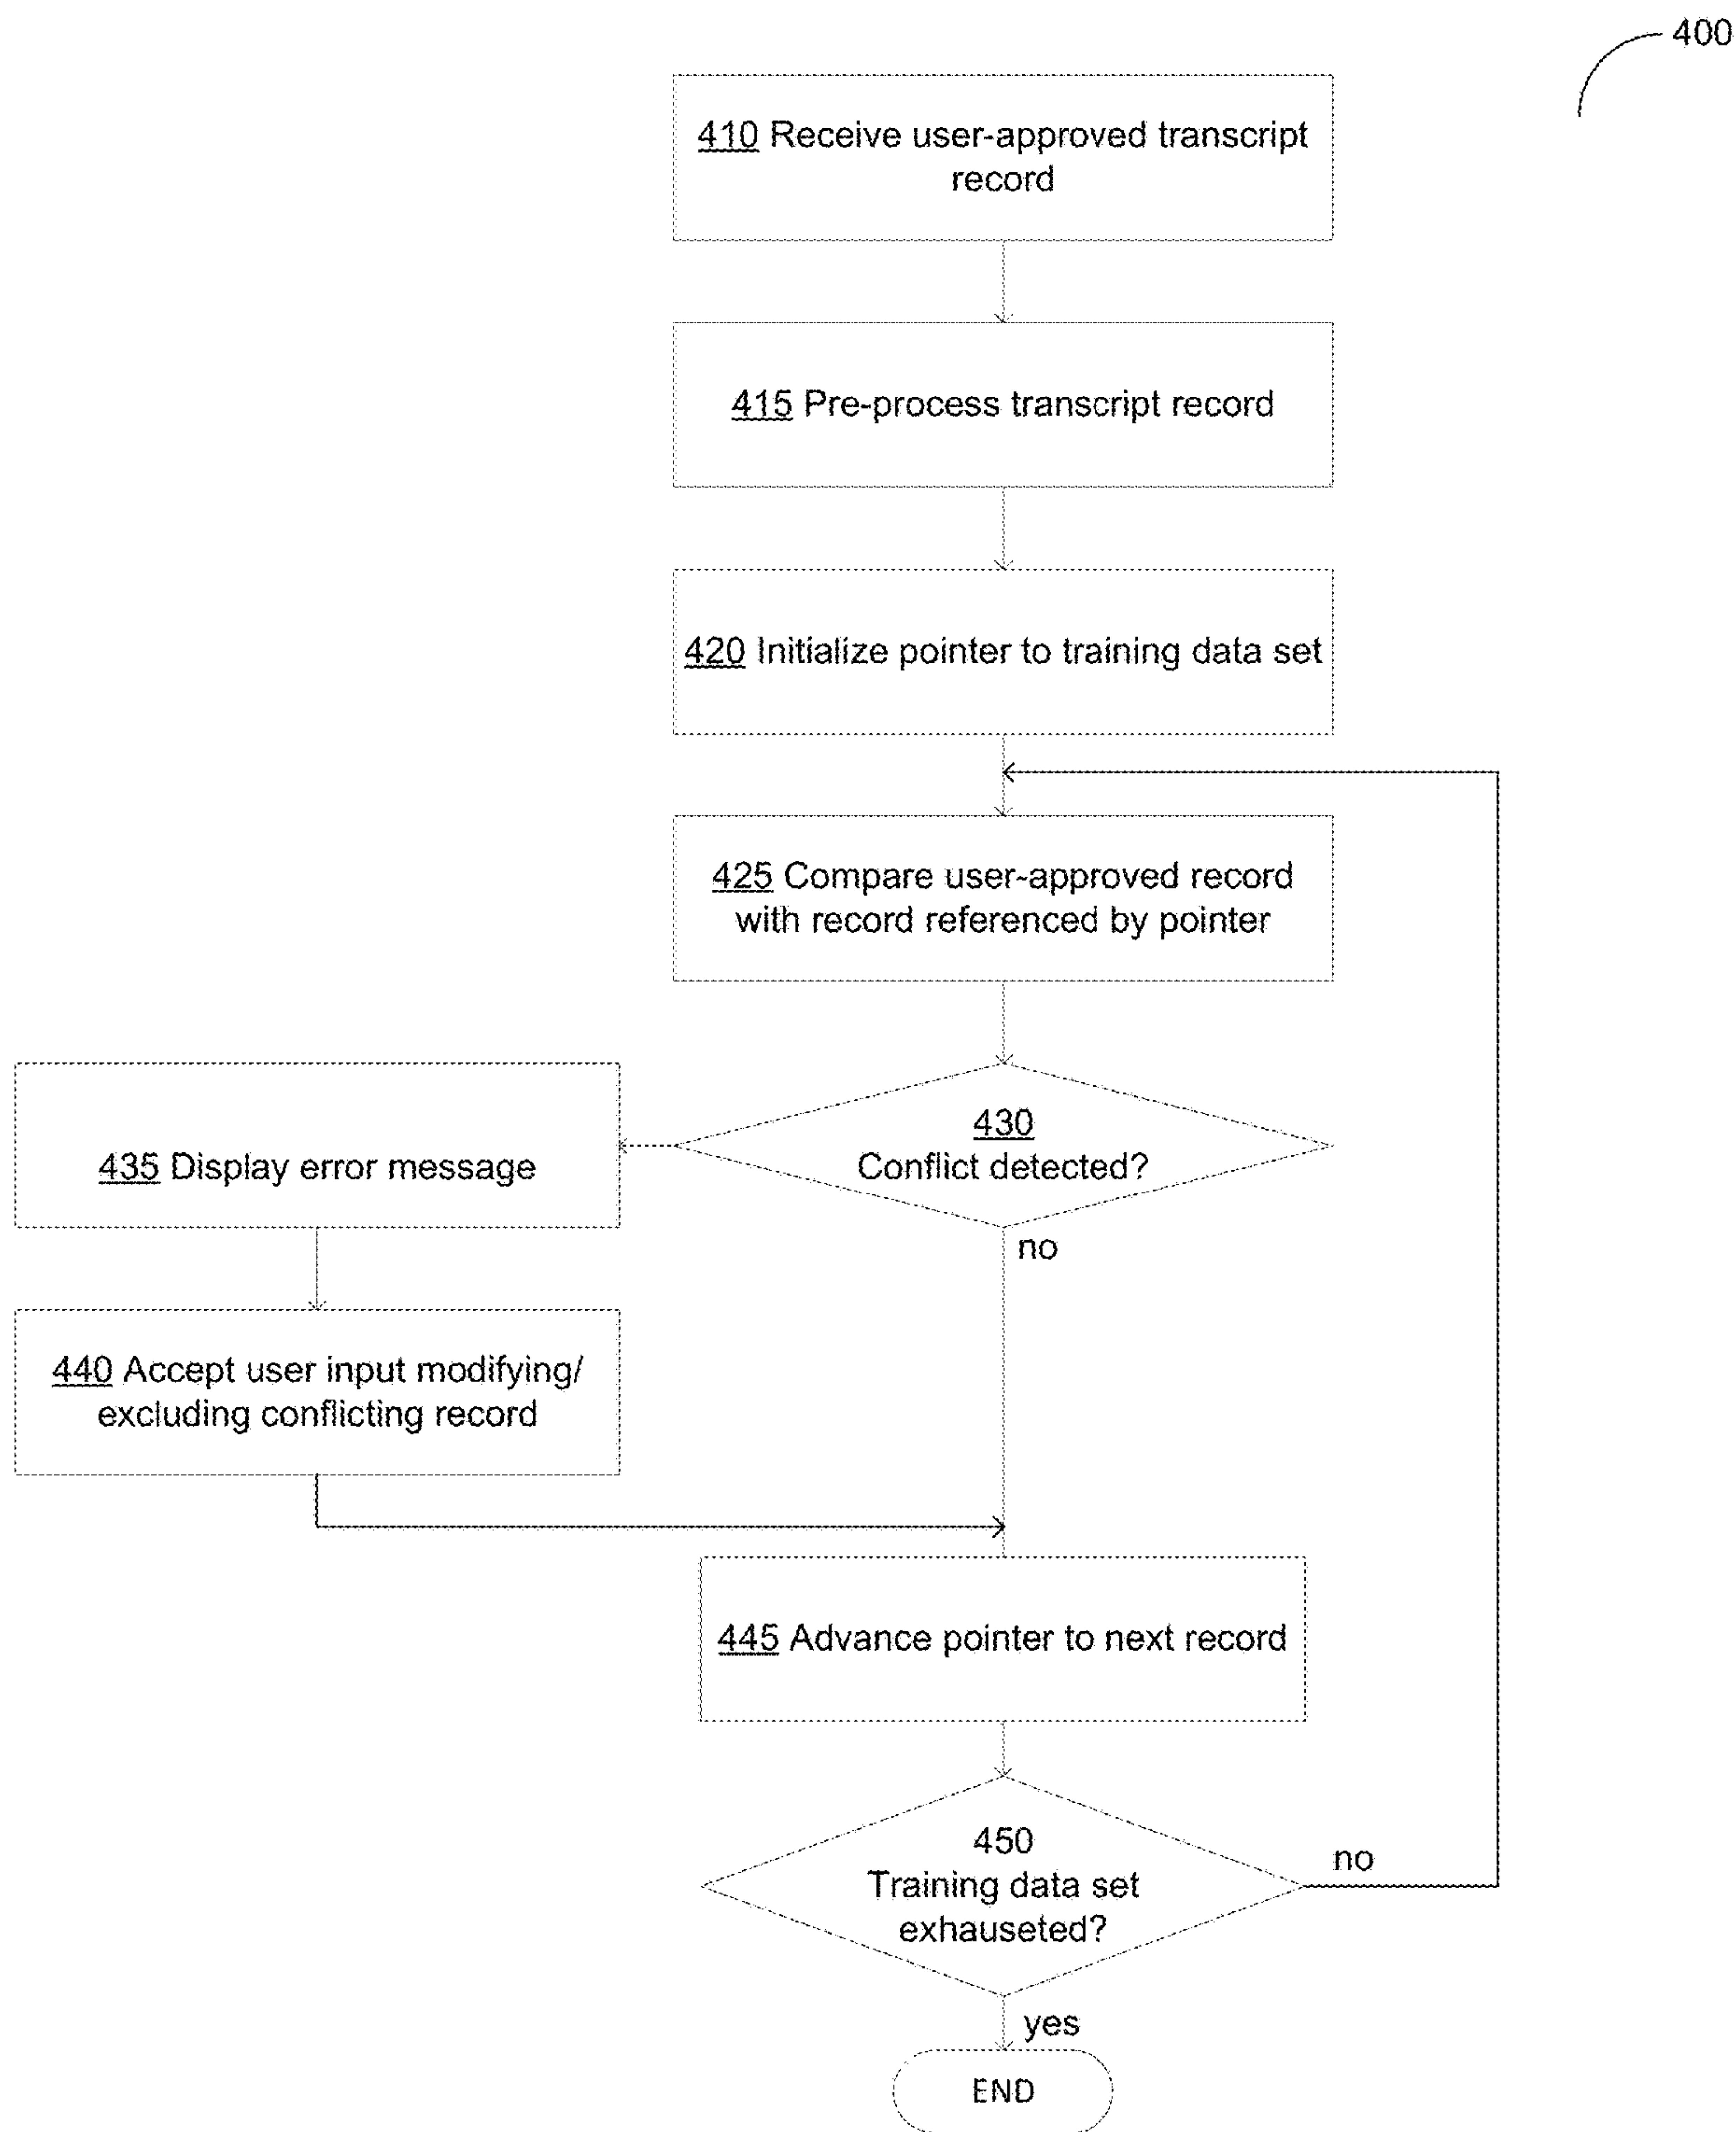 400
410 Receive user-approved transcript
record
415 Pre-process transcript record
420 Initialize pointer to training data set
425 Compare user-approved record
with record referenced by pointer
430
Conflict detected?
no
435 Display error message
440 Accept user input modifying/
excluding conflicting record
445 Advance pointer to next record
450
Training data set
exhauseted?
no
yes
END